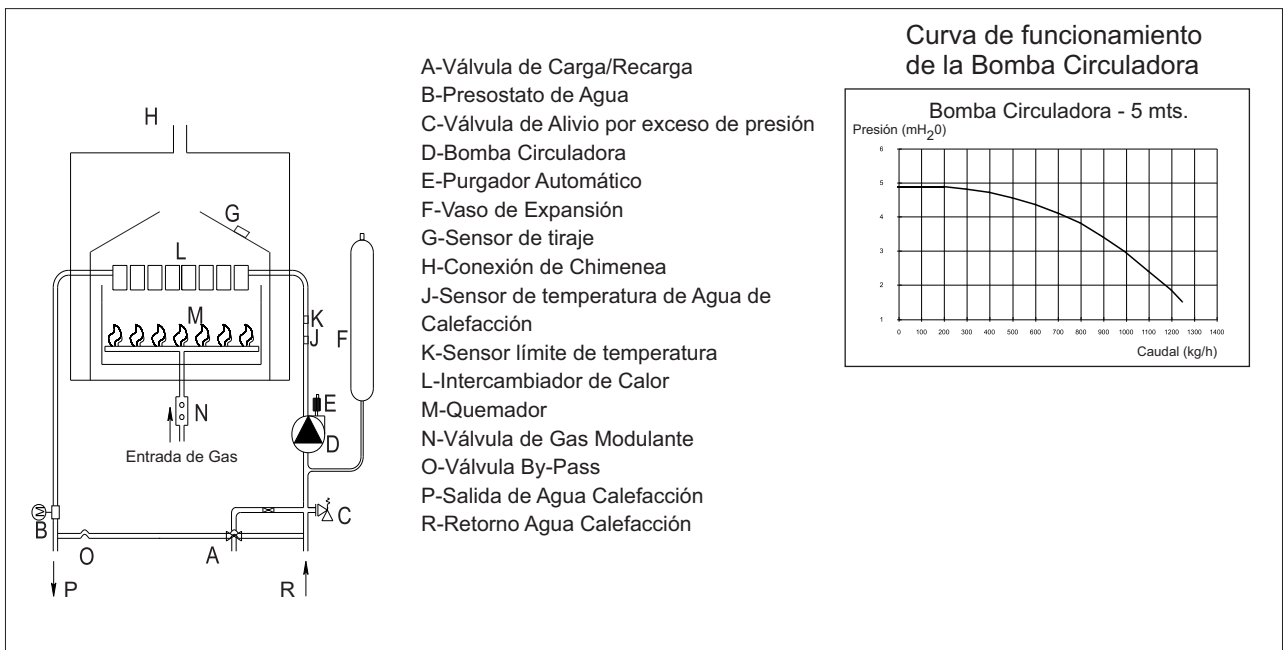 H
G
L
M
K
J
F
N
E
D
Entrada de Gas
B
C
O
A
P
R
A-Válvula de Carga/Recarga
B-Presostato de Agua
C-Válvula de Alivio por exceso de presión
D-Bomba Circuladora
E-Purgador Automático
F-Vaso de Expansión
G-Sensor de tiraje
H-Conexión de Chimenea
J-Sensor de temperatura de Agua de
Calefacción
K-Sensor límite de temperatura
L-Intercambiador de Calor
M-Quemador
N-Válvula de Gas Modulante
O-Válvula By-Pass
P-Salida de Agua Calefacción
R-Retorno Agua Calefacción
Curva de funcionamiento
de la Bomba Circuladora
Bomba Circuladora - 5 mts.
Presión (mH20)
6
5
4
3
2
1
0 100 200 300 400 500 600 700 800 900 1000 1100 1200 1300 1400
Caudal (kg/h)